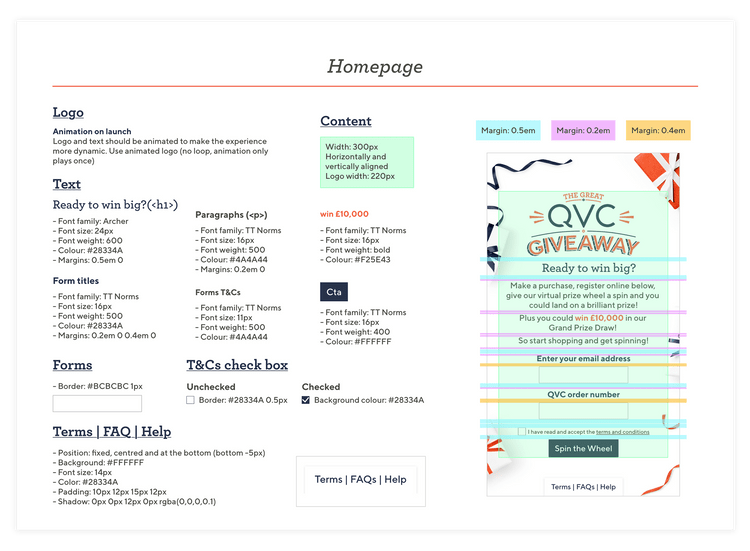 Homepage
Logo
Animation on launch
Logo and text should be animated to make the experience
more dynamic. Use animated logo (no loop, animation only
plays once)
Text
Ready to win big?(<h1>)
- Font family: Archer
- Font size: 24px
- Font weight: 600
- Colour: #28334A
- Margins: 0.5em 0
Form titles
- Font family: TT Norms
- Font size: 16px
- Font weight: 500
- Colour: #28334A
- Margins: 0.2em 0 0.4em 0
Paragraphs (<p>)
- Font family: TT Norms
- Font size: 16px
- Font weight: 500
- Colour: #4A4A44
- Margins: 0.2em 0
Forms T&Cs
- Font family: TT Norms
- Font size: 11px
- Font weight: 500
- Colour: #4A4A44
Content
Width: 300px
Horizontally and
vertically aligned
Logo width: 220px
win £10,000
- Font family: TT Norms
- Font size: 16px
- Font weight: bold
- Colour: #F25E43
Cta
- Font family: TT Norms
- Font size: 16px
- Font weight: 400
- Colour: #FFFFFF
Forms
- Border: #BCBCBC 1px
T&Cs check box
Unchecked
Border: #28334A 0.5px
Checked
Background colour: #28334A
Terms | FAQ | Help
- Position: fixed, centred and at the bottom (bottom -5px)
- Background: #FFFFFF
- Font size: 14px
- Color: #28334A
- Padding: 10px 12px 15px 12px
- Shadow: 0px 0px 12px 0px rgba(0,0,0,0.1)
Terms | FAQs | Help
Margin: 0.5em
Margin: 0.2em
Margin: 0.4em
THE GREAT
QVC
GIVEAWAY
Ready to win big?
Make a purchase, register online below,
give our virtual prize wheel a spin and you
could land on a brilliant prize!
Plus you could win £10,000 in our
Grand Prize Draw!
So start shopping and get spinning!
Enter your email address
QVC order number
I have read and accept the terms and conditions
Spin the Wheel
Terms | FAQs | Help